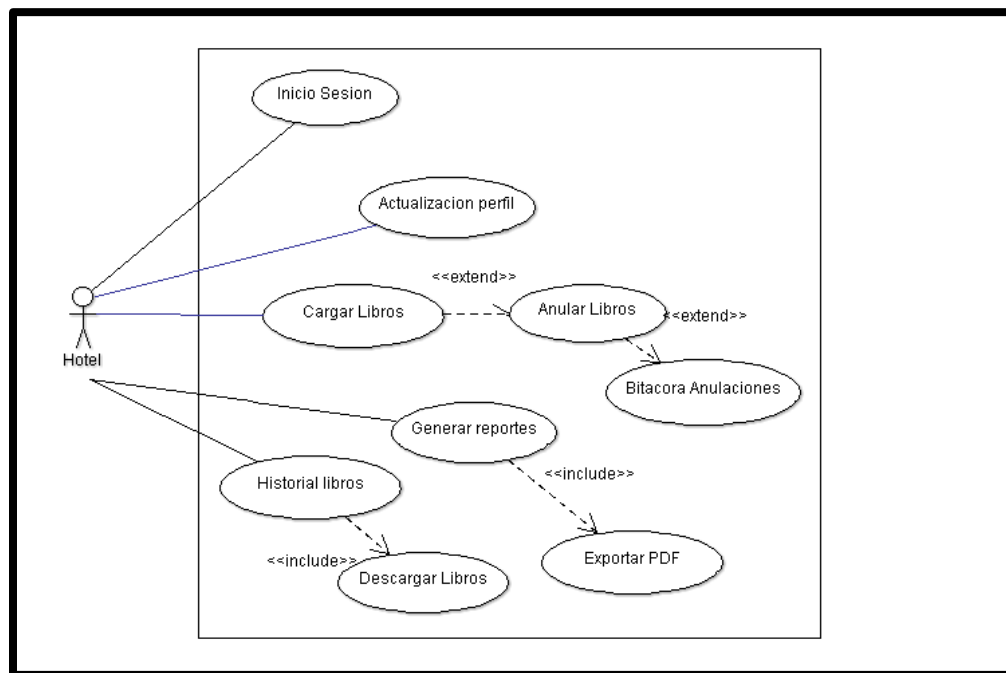 Inicio Sesion
Actualizacion perfil
<<extend>>
Cargar Libros
Anular Libros
<<extend>>
Hotel
Bitacora Anulaciones
Generar reportes
<<include>>
Historial libros
<<include>>
Exportar PDF
Descargar Libros